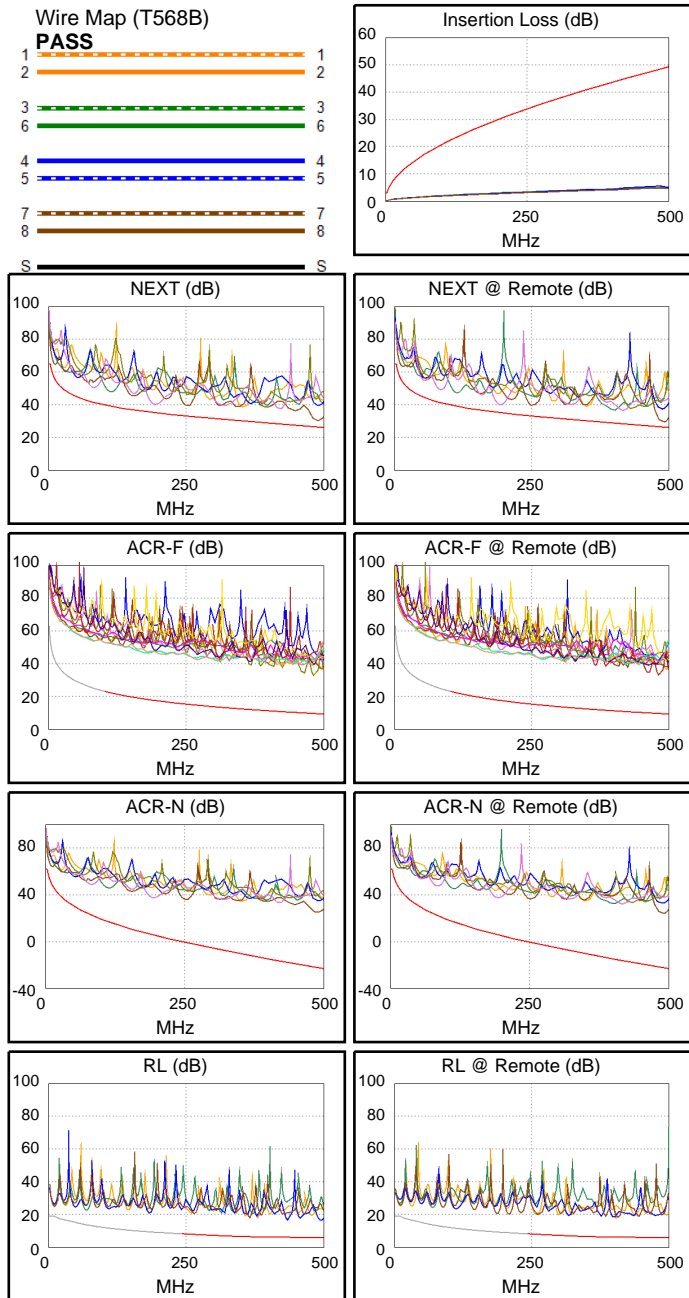 Wire Map (T568B)
PASS
1 1
2 2
3 3
6 6
4 4
5 5
7 7
8 8
S S
Insertion Loss (dB)
60
50
40
30
20
10
0
0 250 500
MHz
NEXT (dB)
100
80
60
40
20
0
0 250 500
MHz
NEXT @ Remote (dB)
100
80
60
40
20
0
0 250 500
MHz
ACR-F (dB)
100
80
60
40
20
0
0 250 500
MHz
ACR-F @ Remote (dB)
100
80
60
40
20
0
0 250 500
MHz
ACR-N (dB)
80
40
0
-40
0 250 500
MHz
ACR-N @ Remote (dB)
80
40
0
-40
0 250 500
MHz
RL (dB)
100
80
60
40
20
0
0 250 500
MHz
RL @ Remote (dB)
100
80
60
40
20
0
0 250 500
MHz